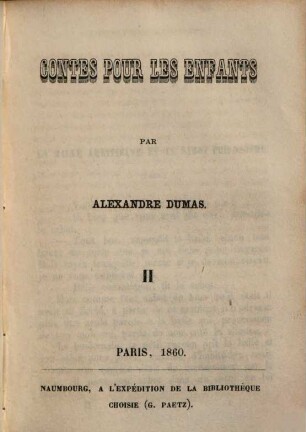 CONTES POUR LES ENFANTS
PAR
ALEXANDRE DUMAS.
II
PARIS, 1860.
NAUMBOURG, A L'EXPÉDITION DE LA BIBLIOTHÈQUE
CHOISIE (G. PAETZ).